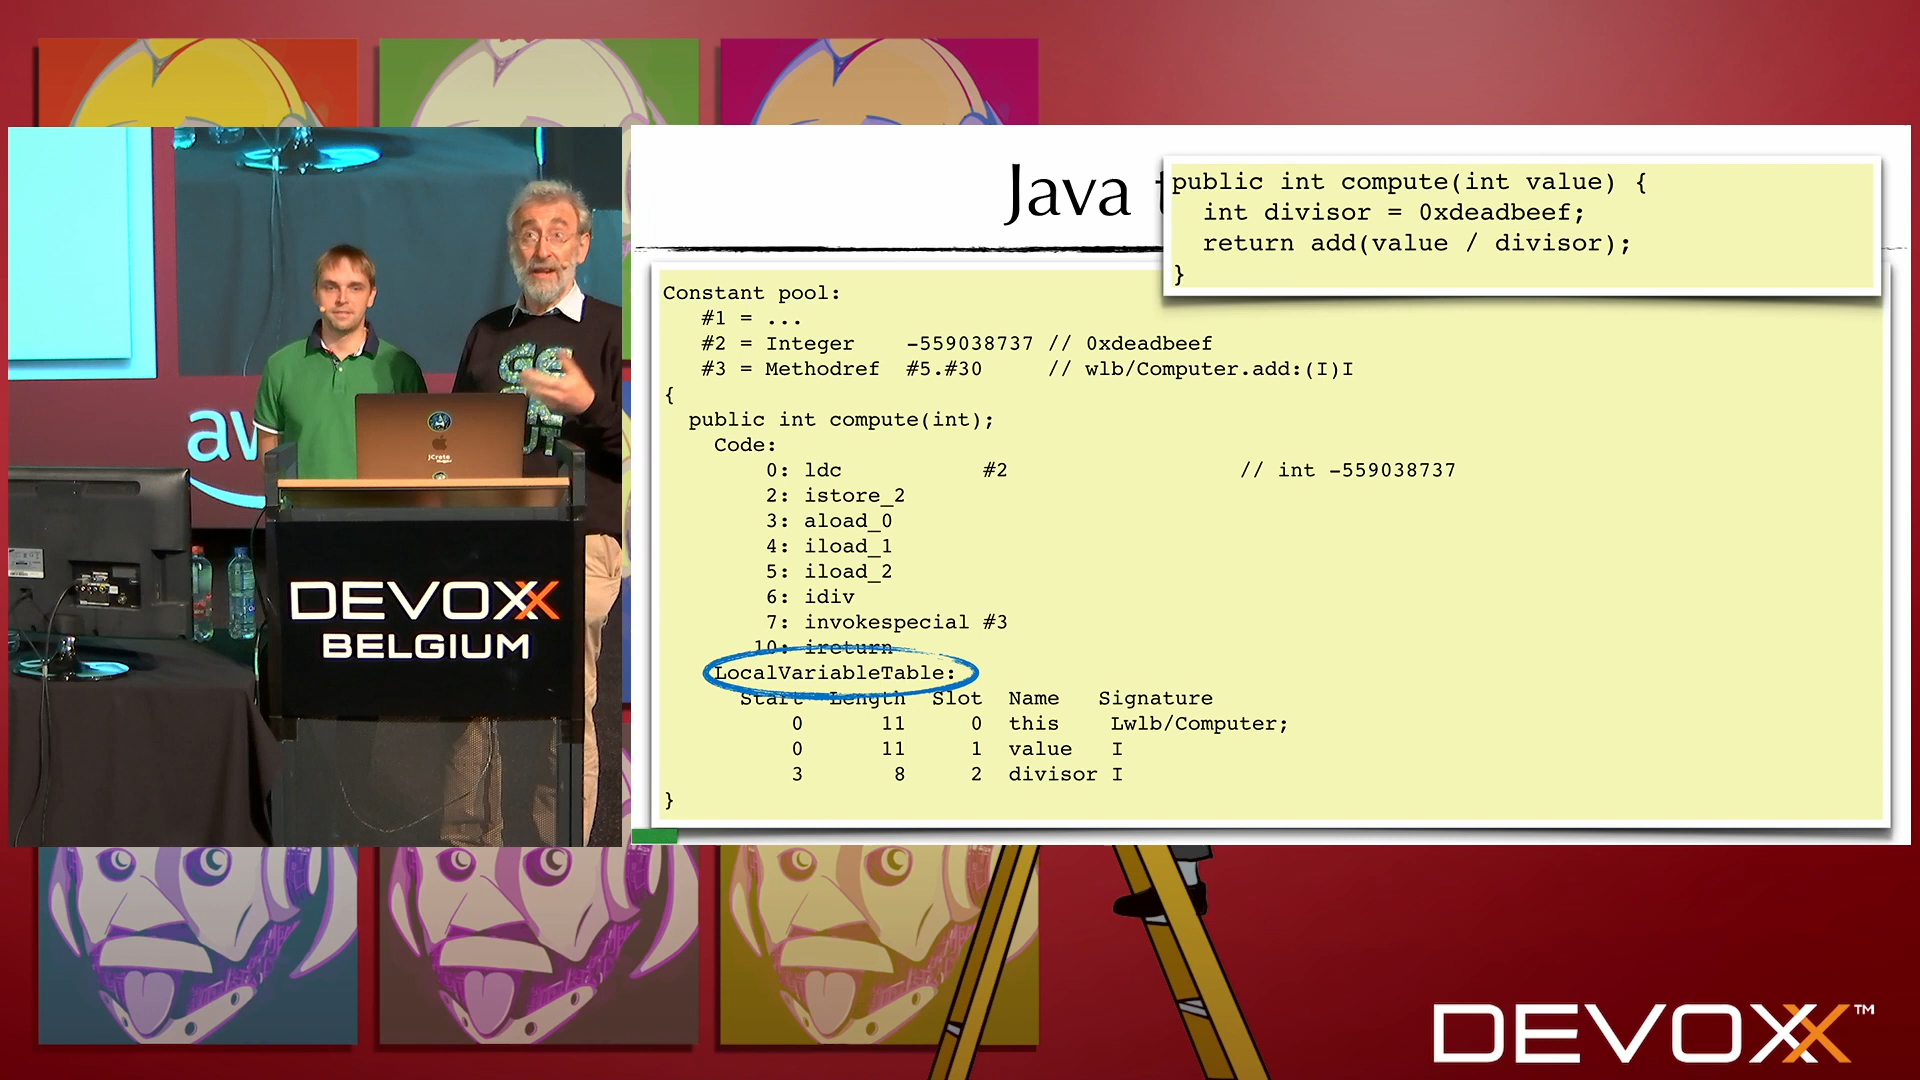 Java
public int compute(int value) {
int divisor = 0xdeadbeef;
return add(value / divisor);
}
Constant pool:
#1 = ...
#2 = Integer -559038737 // 0xdeadbeef
#3 = Methodref #5.#30 // wlb/Computer.add:(I)I
{
public int compute(int);
Code:
0: ldc #2 // int -559038737
2: istore_2
3: aload_0
4: iload_1
5: iload_2
6: idiv
7: invokespecial #3
10: ireturn
LocalVariableTable:
Start Length Slot Name Signature
0 11 0 this Lwlb/Computer;
0 11 1 value I
3 8 2 divisor I
}
aw
JCrete
DEVOXX
BELGIUM
DEVOXX™